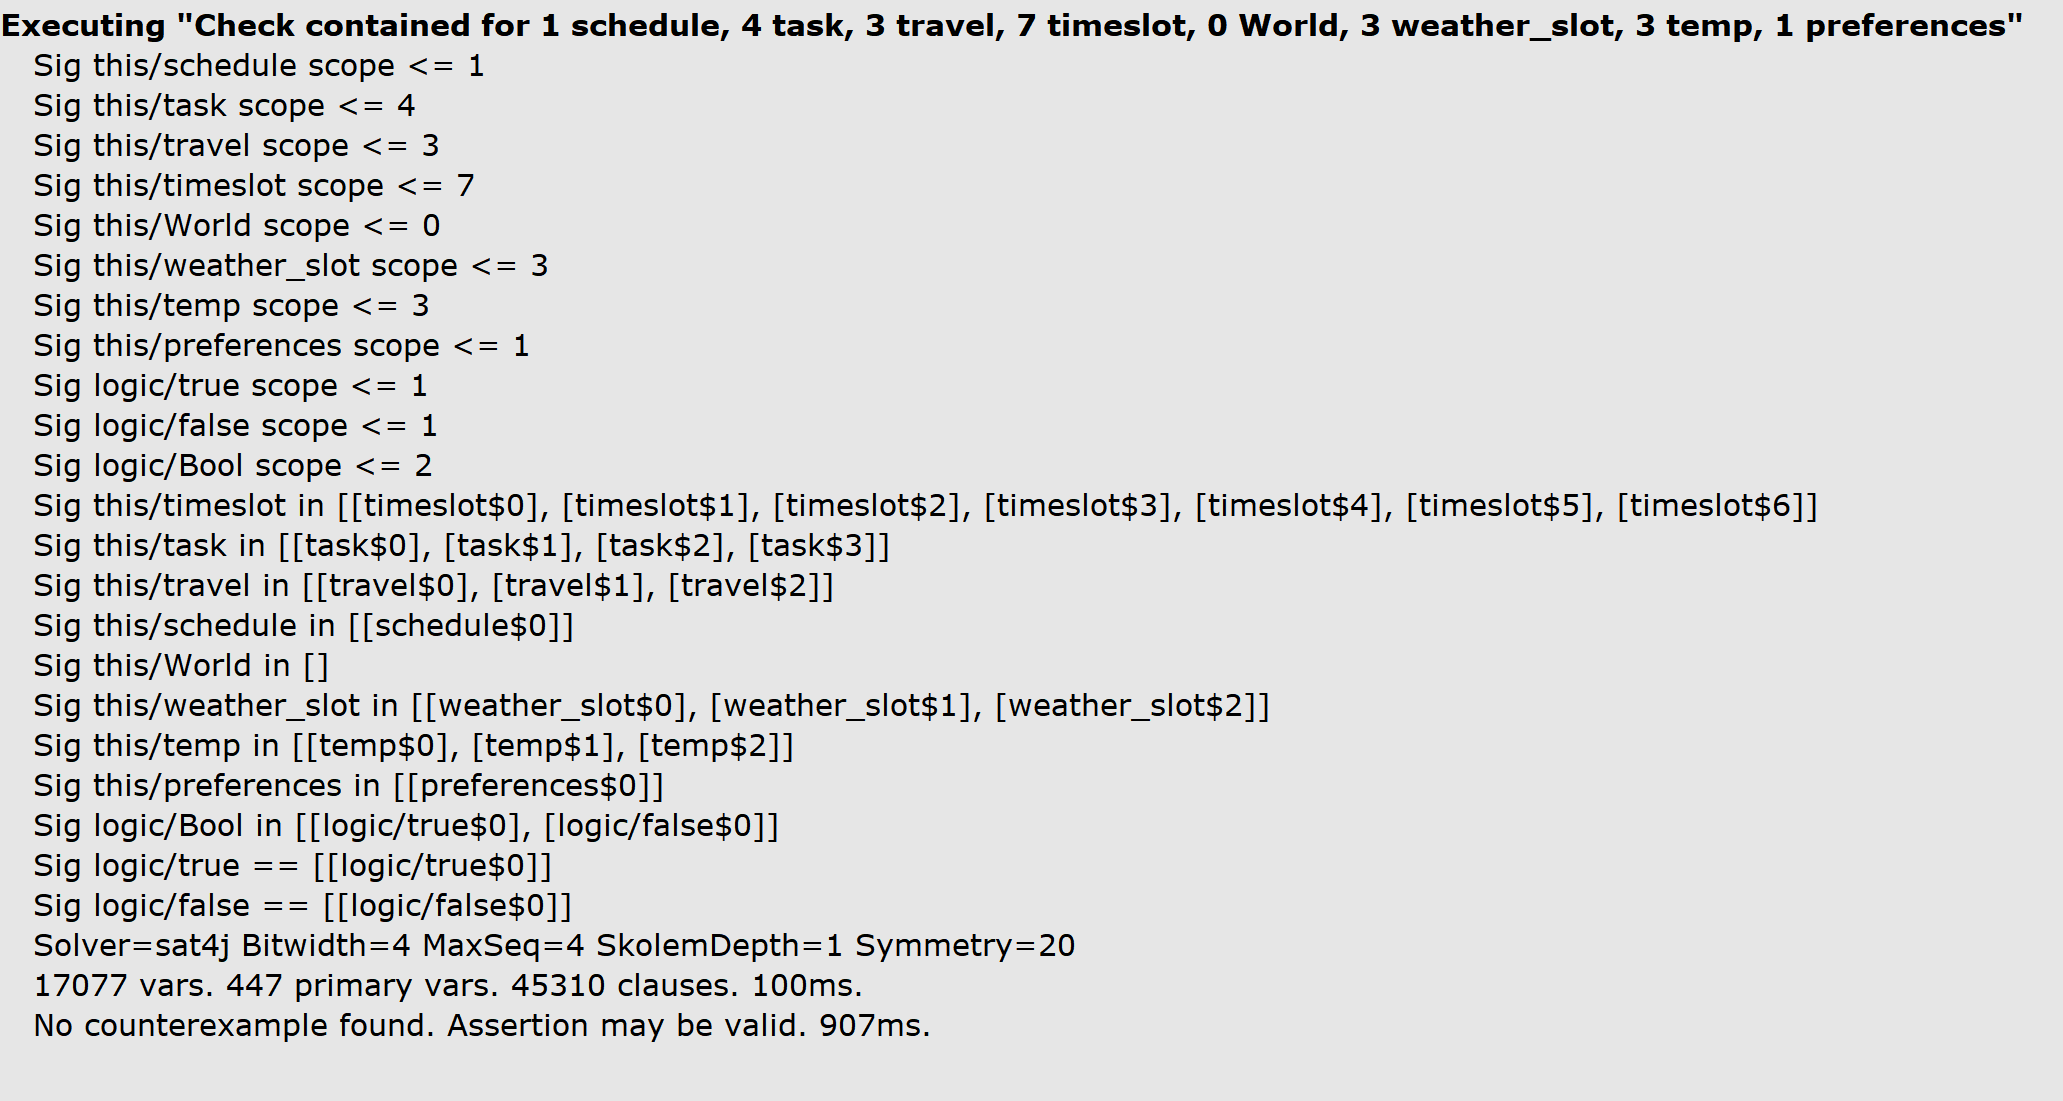 Executing "Check contained for 1 schedule, 4 task, 3 travel, 7 timeslot, 0 World, 3 weather_slot, 3 temp, 1 preferences"
Sig this/schedule scope <= 1
Sig this/task scope <= 4
Sig this/travel scope <= 3
Sig this/timeslot scope <= 7
Sig this/World scope <= 0
Sig this/weather_slot scope <= 3
Sig this/temp scope <= 3
Sig this/preferences scope <= 1
Sig logic/true scope <= 1
Sig logic/false scope <= 1
Sig logic/Bool scope <= 2
Sig this/timeslot in [[timeslot$0], [timeslot$1], [timeslot$2], [timeslot$3], [timeslot$4], [timeslot$5], [timeslot$6]]
Sig this/task in [[task$0], [task$1], [task$2], [task$3]]
Sig this/travel in [[travel$0], [travel$1], [travel$2]]
Sig this/schedule in [[schedule$0]]
Sig this/World in []
Sig this/weather_slot in [[weather_slot$0], [weather_slot$1], [weather_slot$2]]
Sig this/temp in [[temp$0], [temp$1], [temp$2]]
Sig this/preferences in [[preferences$0]]
Sig logic/Bool in [[logic/true$0], [logic/false$0]]
Sig logic/true == [[logic/true$0]]
Sig logic/false == [[logic/false$0]]
Solver=sat4j Bitwidth=4 MaxSeq=4 SkolemDepth=1 Symmetry=20
17077 vars. 447 primary vars. 45310 clauses. 100ms.
No counterexample found. Assertion may be valid. 907ms.